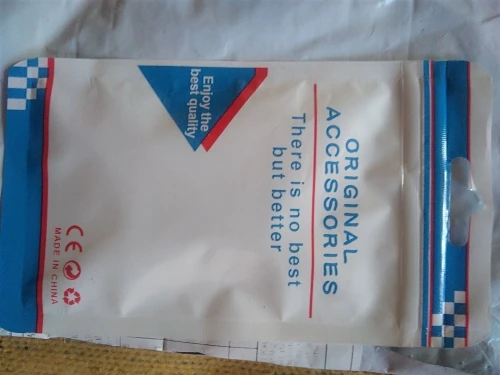 ORIGINAL
ACCESSORIES
There is no best
but better
Enjoy the
best quality
CE
MADE IN CHINA